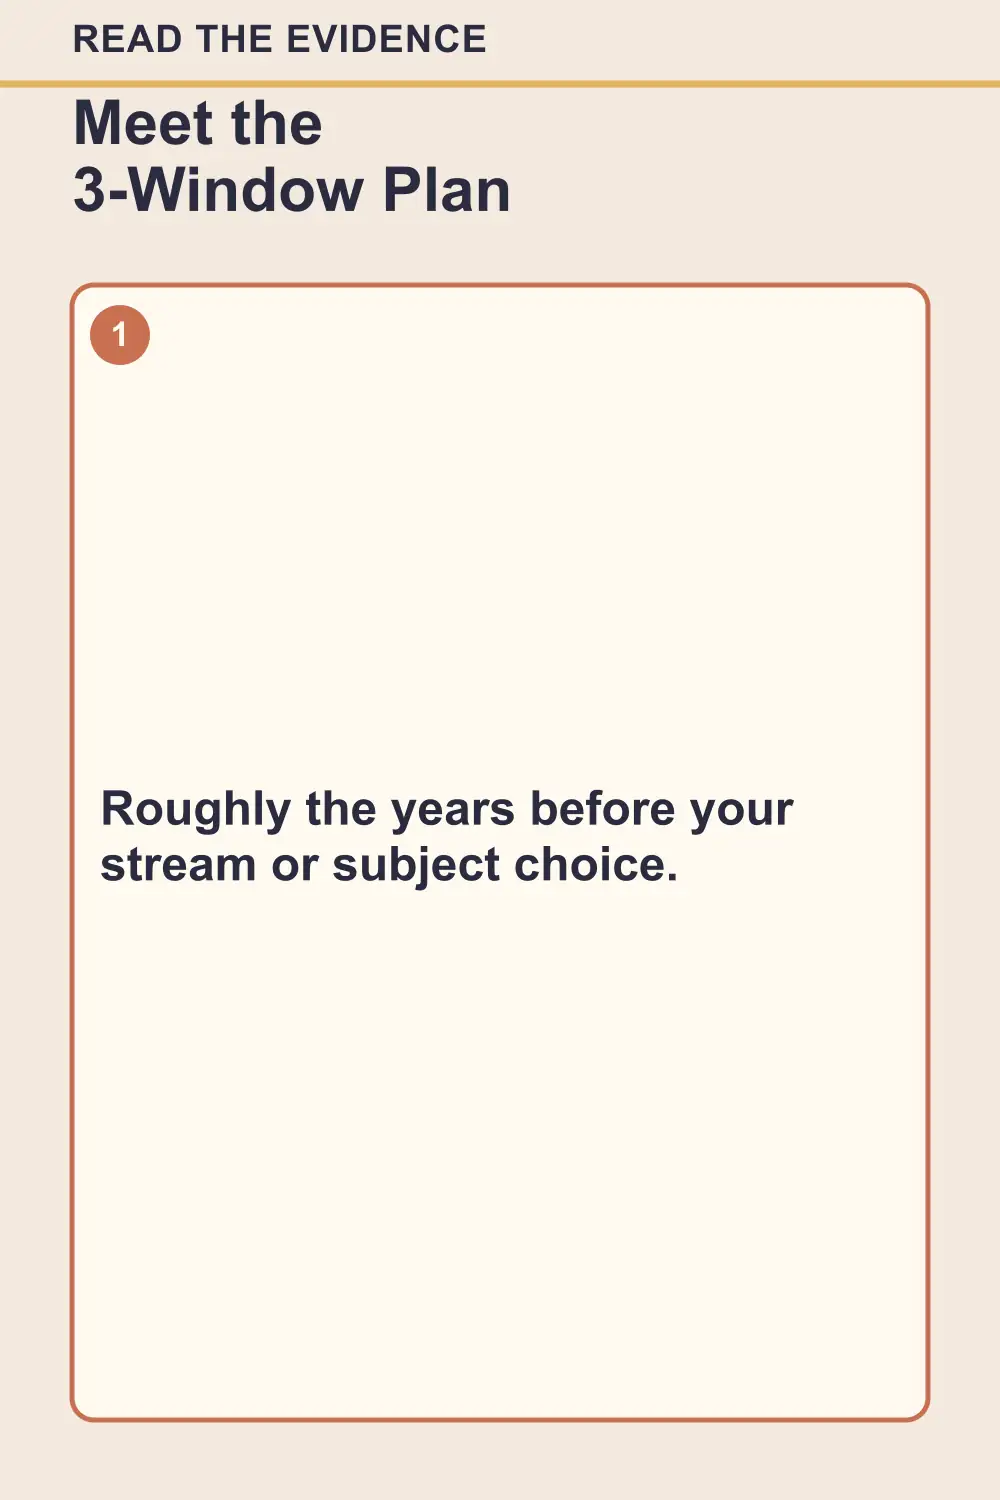 READ THE EVIDENCE
Meet the
3-Window Plan
1
Roughly the years before your
stream or subject choice.